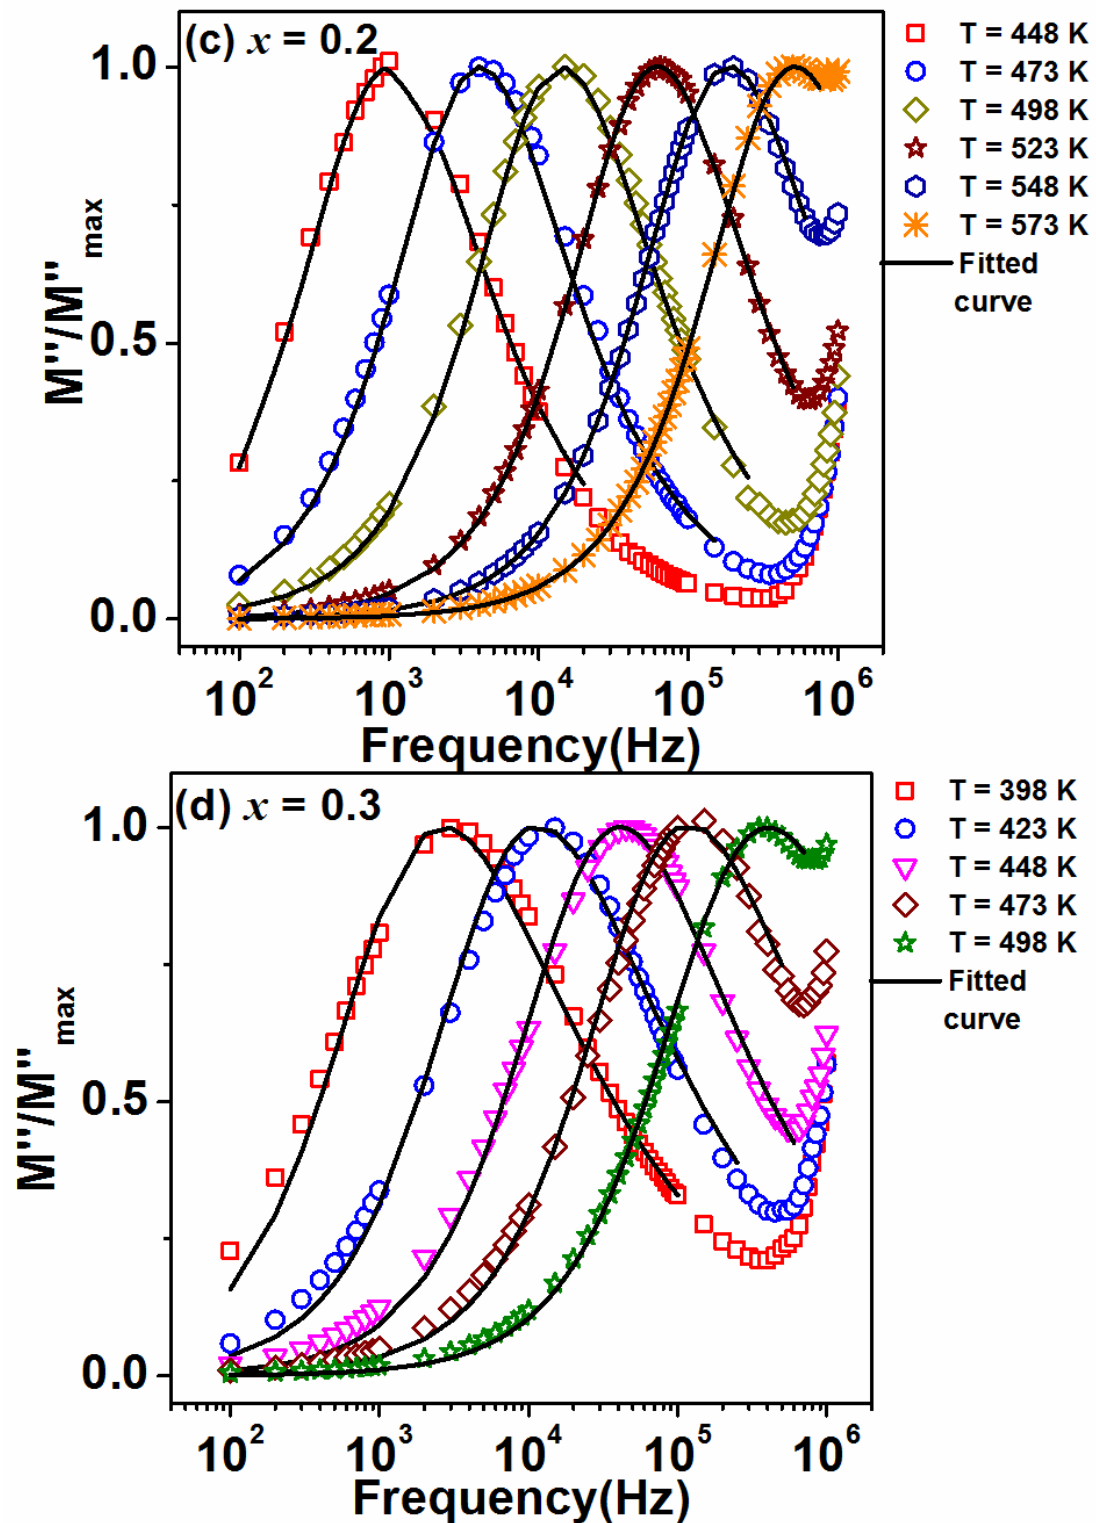 (c) x = 0.2
T = 448 K
T = 473 K
T = 498 K
T = 523 K
T = 548 K
T = 573 K
Fitted
curve
M''/M''max
1.0
0.5
0.0
10² 10³ 10⁴ 10⁵ 10⁶
Frequency(Hz)
(d) x = 0.3
T = 398 K
T = 423 K
T = 448 K
T = 473 K
T = 498 K
Fitted
curve
M''/M''max
1.0
0.5
0.0
10² 10³ 10⁴ 10⁵ 10⁶
Frequency(Hz)